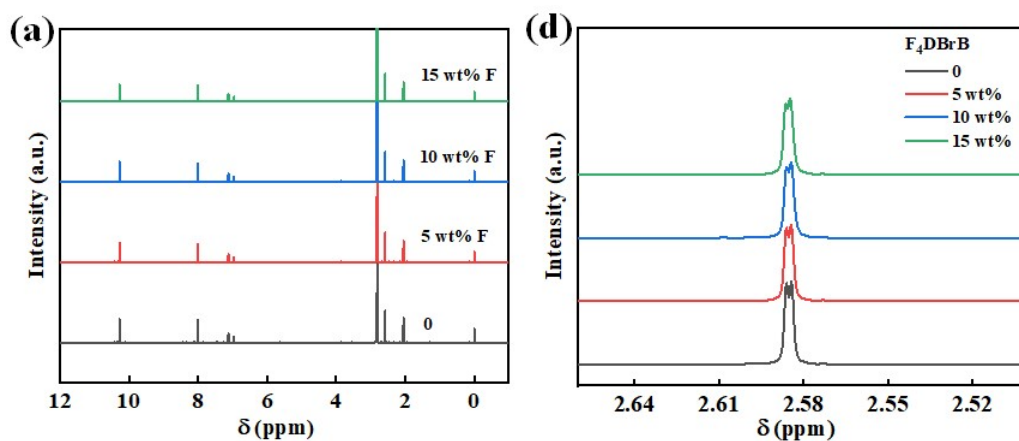 (a)
Intensity (a.u.)
15 wt% F
10 wt% F
5 wt% F
0
12 10 8 6 4 2 0
δ (ppm)
(d)
Intensity (a.u.)
F₄DBrB
0
5 wt%
10 wt%
15 wt%
2.64 2.61 2.58 2.55 2.52
δ (ppm)